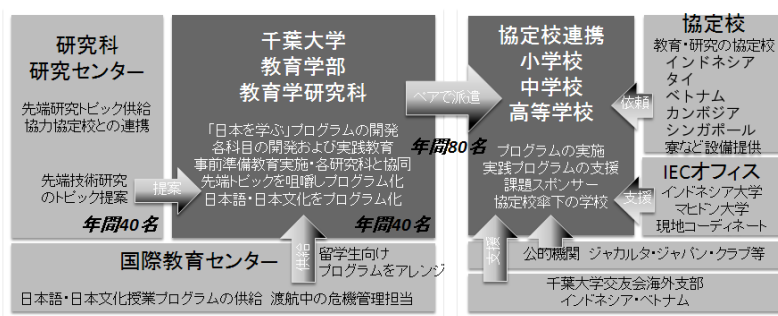 研究科
研究センター
先端研究トピック供給
協力協定校との連携
先端技術研究
のトピック提案
年間40名
提案
千葉大学
教育学部
教育学研究科
「日本を学ぶ」プログラムの開発
各科目の開発および実践教育
事前準備教育実施・各研究科と協同
先端トピックを咀嚼しプログラム化
日本語・日本文化をプログラム化
年間40名
国際教育センター
供給
留学生向け
プログラムをアレンジ
日本語・日本文化授業プログラムの供給 渡航中の危機管理担当
ペアで派遣
年間80名
協定校連携
小学校
中学校
高等学校
プログラムの実施
実践プログラムの支援
課題スポンサー
協定校傘下の学校
依頼
支援
支援
協定校
教育・研究の協定校
インドネシア
タイ
ベトナム
カンボジア
シンガポール
寮など設備提供
IECオフィス
インドネシア大学
マヒドン大学
現地コーディネート
公的機関 ジャカルタ・ジャパン・クラブ等
千葉大学交友会海外支部
インドネシア・ベトナム